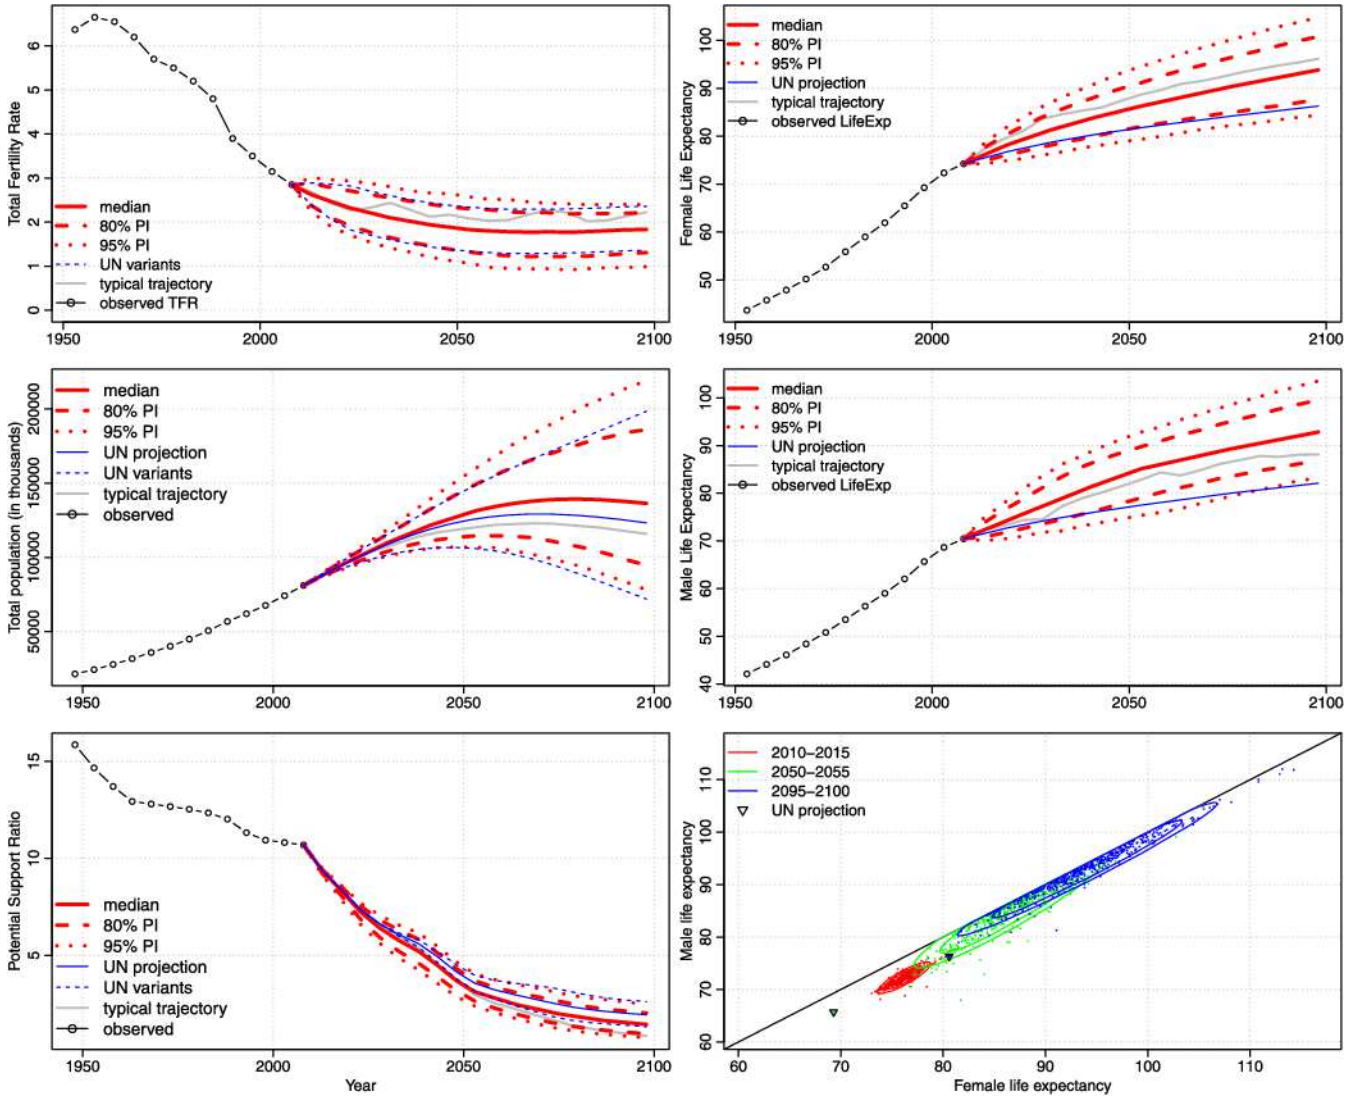 Total Fertility Rate
0
1
2
3
4
5
6
median
80% PI
95% PI
UN variants
typical trajectory
observed TFR
1950
2000
2050
2100
Female Life Expectancy
50
60
70
80
90
100
median
80% PI
95% PI
UN projection
typical trajectory
observed LifeExp
1950
2000
2050
2100
Total population (in thousands)
50000
100000
150000
200000
median
80% PI
95% PI
UN projection
UN variants
typical trajectory
observed
1950
2000
2050
2100
Male Life Expectancy
40
50
60
70
80
90
100
median
80% PI
95% PI
UN projection
typical trajectory
observed LifeExp
1950
2000
2050
2100
Potential Support Ratio
5
10
15
median
80% PI
95% PI
UN projection
UN variants
typical trajectory
observed
1950
2000
2050
2100
Year
Male life expectancy
60
70
80
90
100
110
2010–2015
2050–2055
2095–2100
UN projection
60
70
80
90
100
110
Female life expectancy